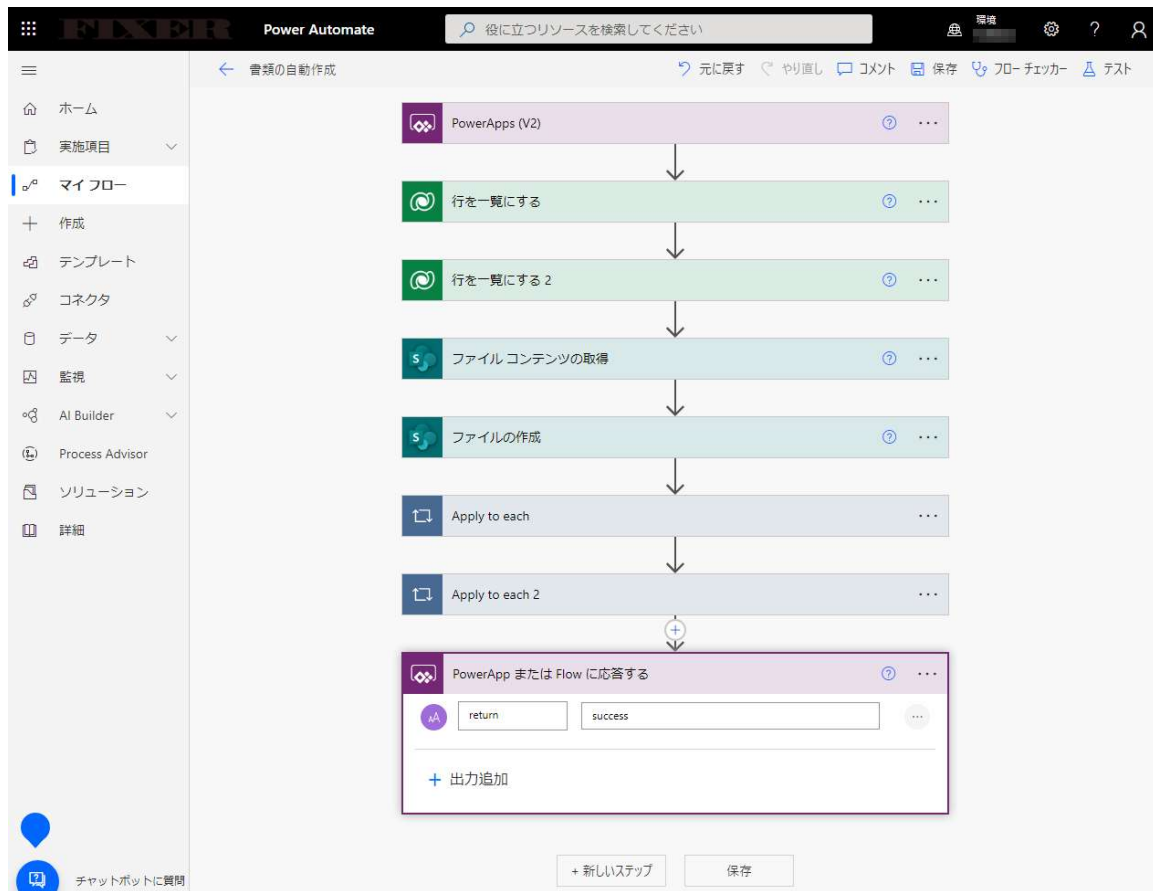 FIXER
Power Automate
役に立つリソースを検索してください
環境
?
書類の自動作成
元に戻す
やり直し
コメント
保存
フロー チェッカー
テスト
ホーム
実施項目
マイ フロー
作成
テンプレート
コネクタ
データ
監視
AI Builder
Process Advisor
ソリューション
詳細
PowerApps (V2)
行を一覧にする
行を一覧にする 2
ファイル コンテンツの取得
ファイルの作成
Apply to each
Apply to each 2
PowerApp または Flow に応答する
return
success
+ 出力追加
+ 新しいステップ
保存
チャットボットに質問